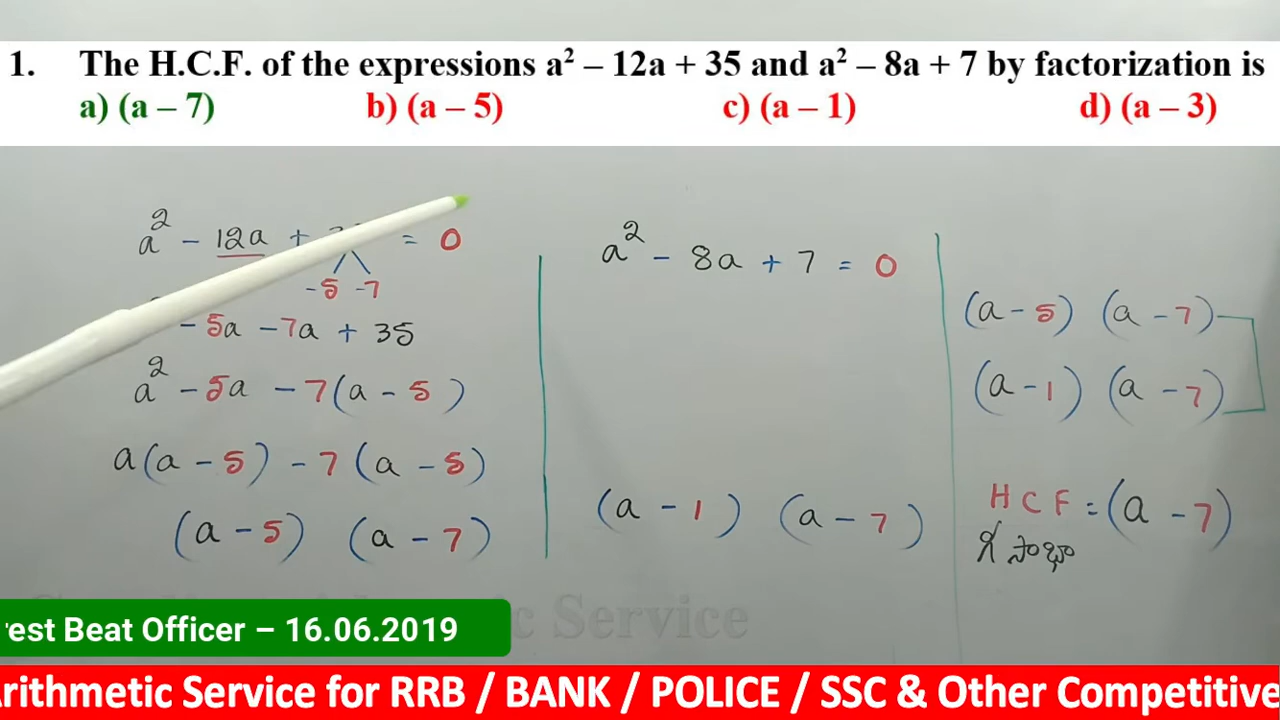 1. The H.C.F. of the expressions a² – 12a + 35 and a² – 8a + 7 by factorization is
a) (a – 7) b) (a – 5) c) (a – 1) d) (a – 3)
a² - 12a + = 0
-5 -7
- 5a - 7a + 35
a² - 5a - 7(a - 5)
a(a - 5) - 7(a - 5)
(a - 5) (a - 7)
a² - 8a + 7 = 0
(a - 1) (a - 7)
(a - 5) (a - 7)
(a - 1) (a - 7)
HCF = (a - 7)
Service
rest Beat Officer – 16.06.2019
rithmetic Service for RRB / BANK / POLICE / SSC & Other Competitive